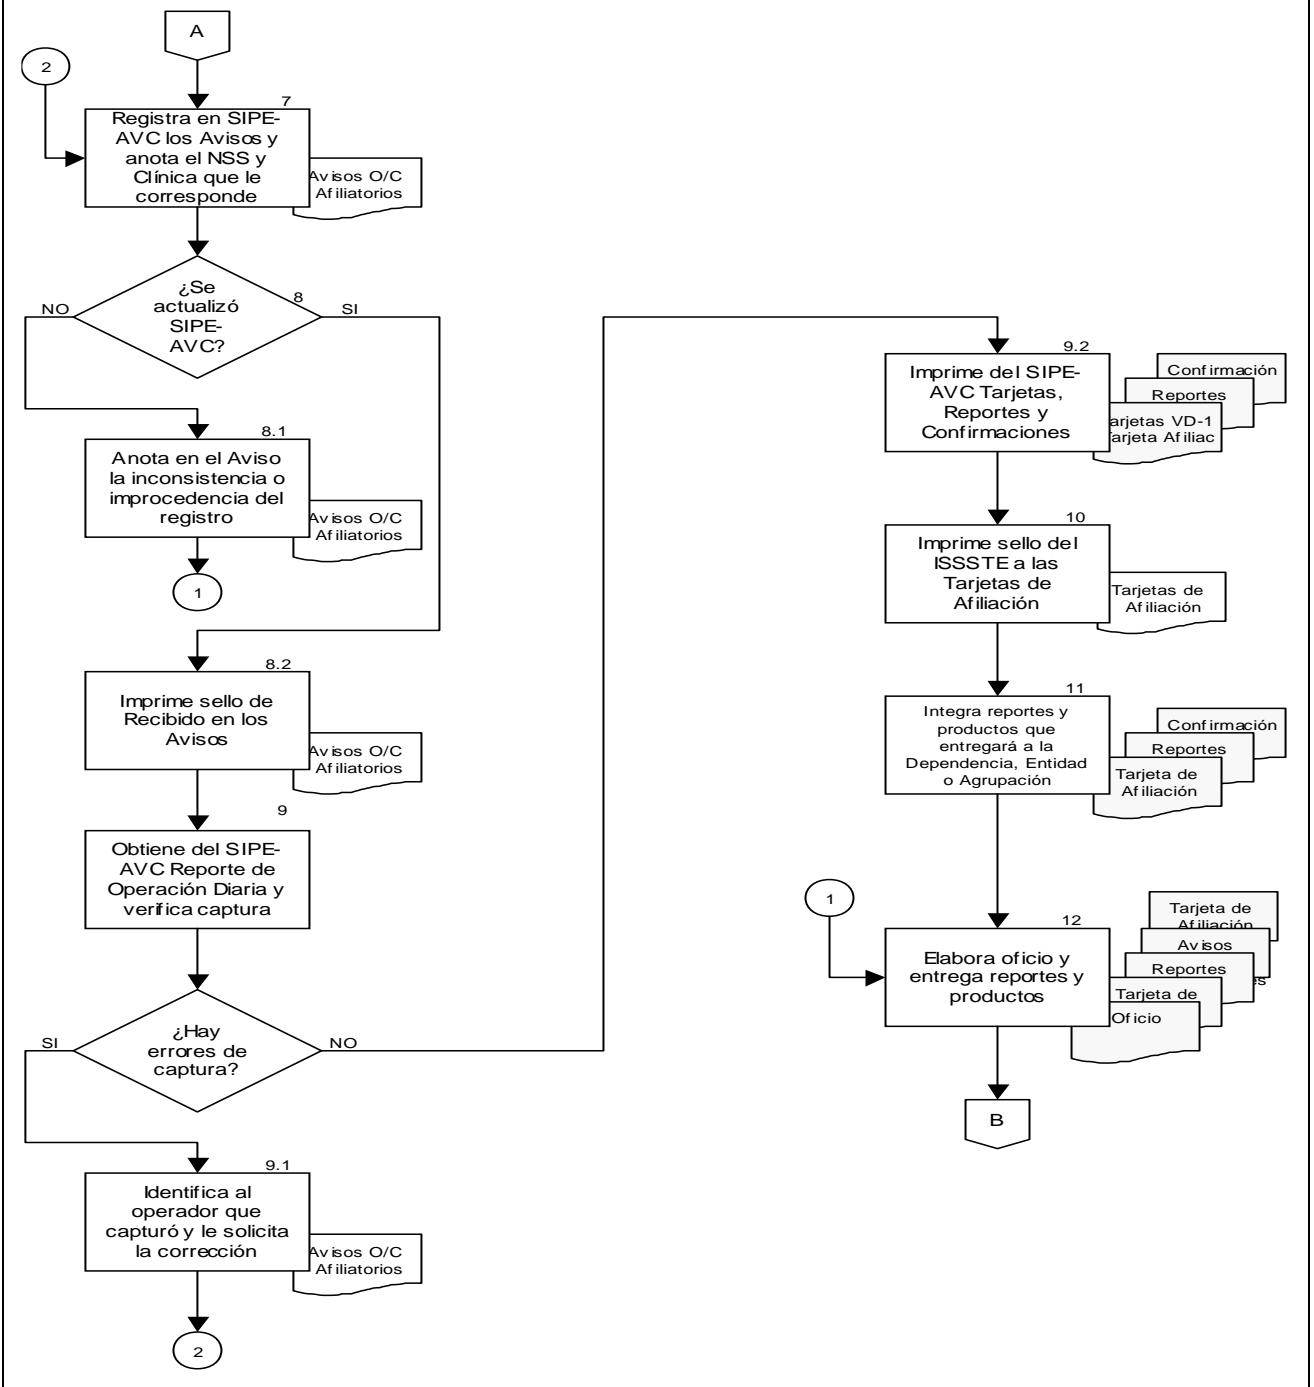 A
2
7
Registra en SIPE-
AVC los Avisos y
anota el NSS y
Clínica que le
corresponde
Avisos O/C
Afiliatorios
¿Se
actualizó
SIPE-
AVC?
8
NO
SI
8.1
Anota en el Aviso
la inconsistencia o
improcedencia del
registro
Avisos O/C
Afiliatorios
1
8.2
Imprime sello de
Recibido en los
Avisos
Avisos O/C
Afiliatorios
9
Obtiene del SIPE-
AVC Reporte de
Operación Diaria y
verifica captura
¿Hay
errores de
captura?
SI
NO
9.1
Identifica al
operador que
capturó y le solicita
la corrección
Avisos O/C
Afiliatorios
2
9.2
Imprime del SIPE-
AVC Tarjetas,
Reportes y
Confirmaciones
Confirmación
Reportes
arjetas VD-1
Tarjeta Afiliac
10
Imprime sello del
ISSSTE a las
Tarjetas de
Afiliación
Tarjetas de
Afiliación
11
Integra reportes y
productos que
entregará a la
Dependencia, Entidad
o Agrupación
Confirmación
Reportes
Tarjeta de
Afiliación
1
12
Elabora oficio y
entrega reportes y
productos
Tarjeta de
Afiliación
Avisos
Reportes
Tarjeta de
Oficio
B